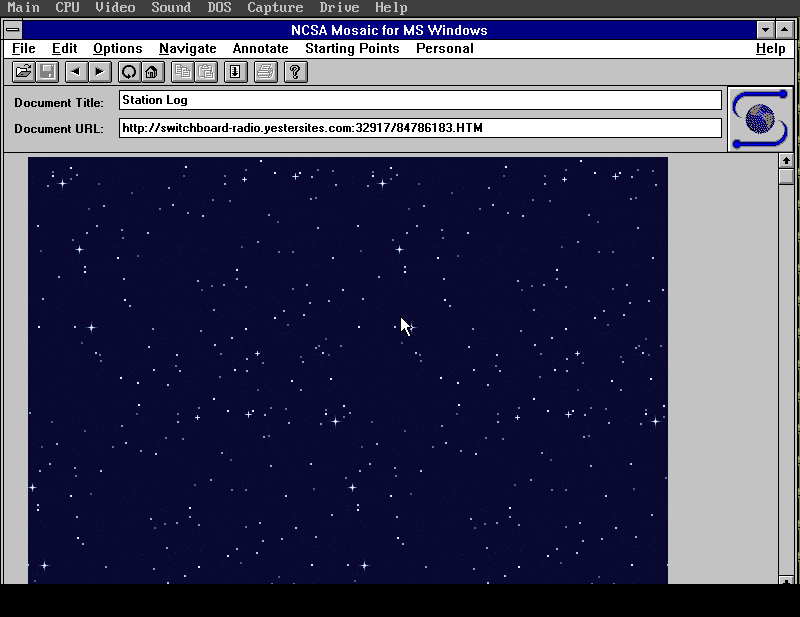 Main CPU Video Sound DOS Capture Drive Help
NCSA Mosaic for MS Windows
File Edit Options Navigate Annotate Starting Points Personal Help
Document Title: Station Log
Document URL: http://switchboard-radio.yestersites.com:32917/84786183.HTM